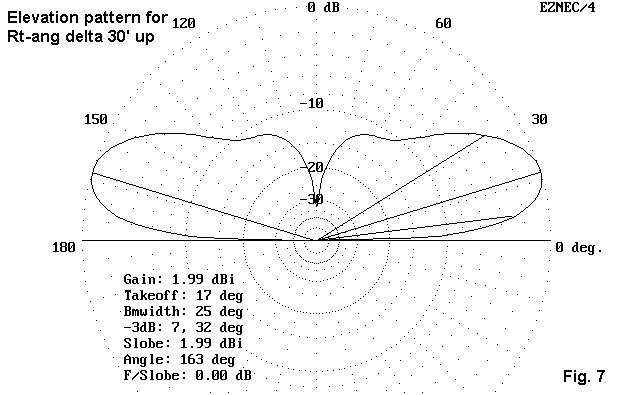 Elevation pattern for
Rt-ang delta 30' up
0 dB
EZNEC/4
120
60
-10
150
30
-20
-30
180
0 deg.
Gain: 1.99 dBi
Takeoff: 17 deg
Bmwidth: 25 deg
-3dB: 7, 32 deg
Slobe: 1.99 dBi
Angle: 163 deg
F/Slobe: 0.00 dB
Fig. 7